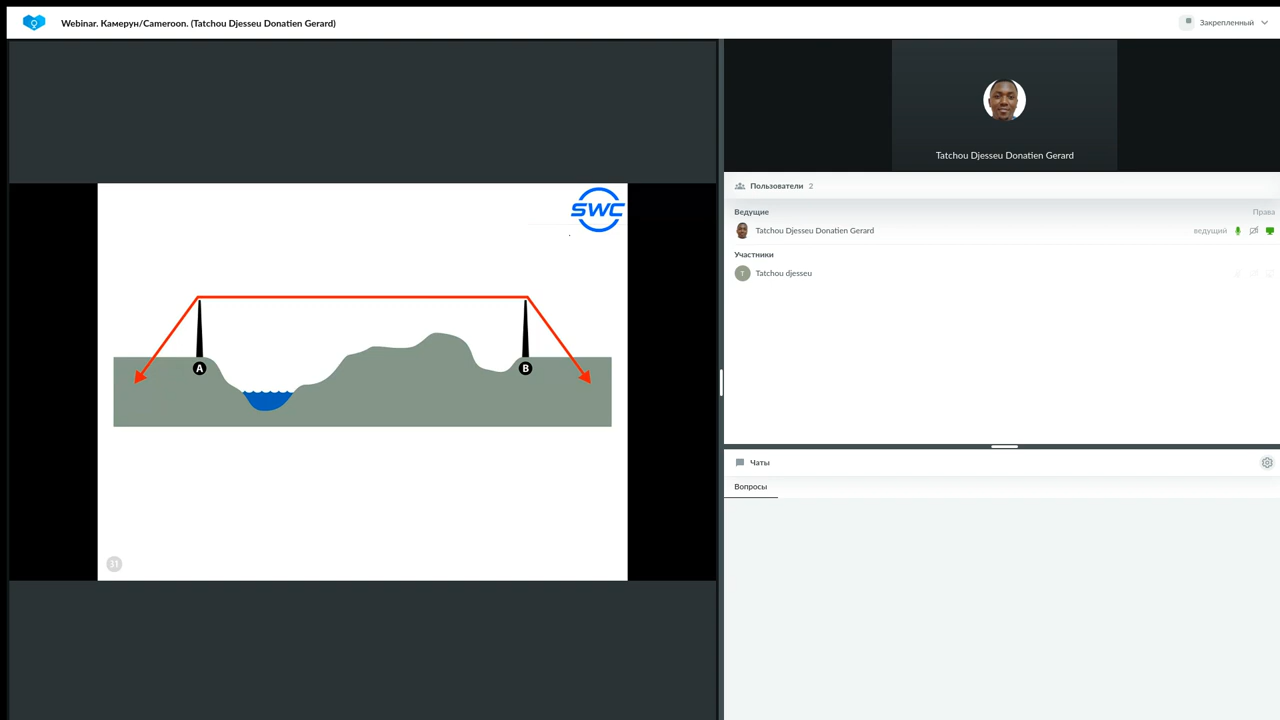 Webinar. Камерун/Cameroon. (Tatchou Djesseu Donatien Gerard)
Закрепленный
SWC
A
B
31
Tatchou Djesseu Donatien Gerard
Пользователи 2
Ведущие
Права
Tatchou Djesseu Donatien Gerard
ведущий
Участники
T
Tatchou djesseu
Чаты
Вопросы